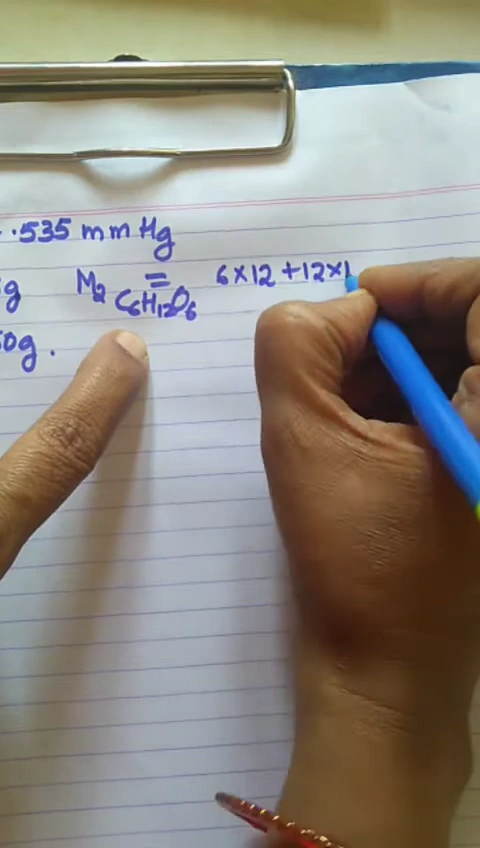 .535 mm Hg
g M₂ = 6×12 +12×1
C₆H₁₂O₆
0g.